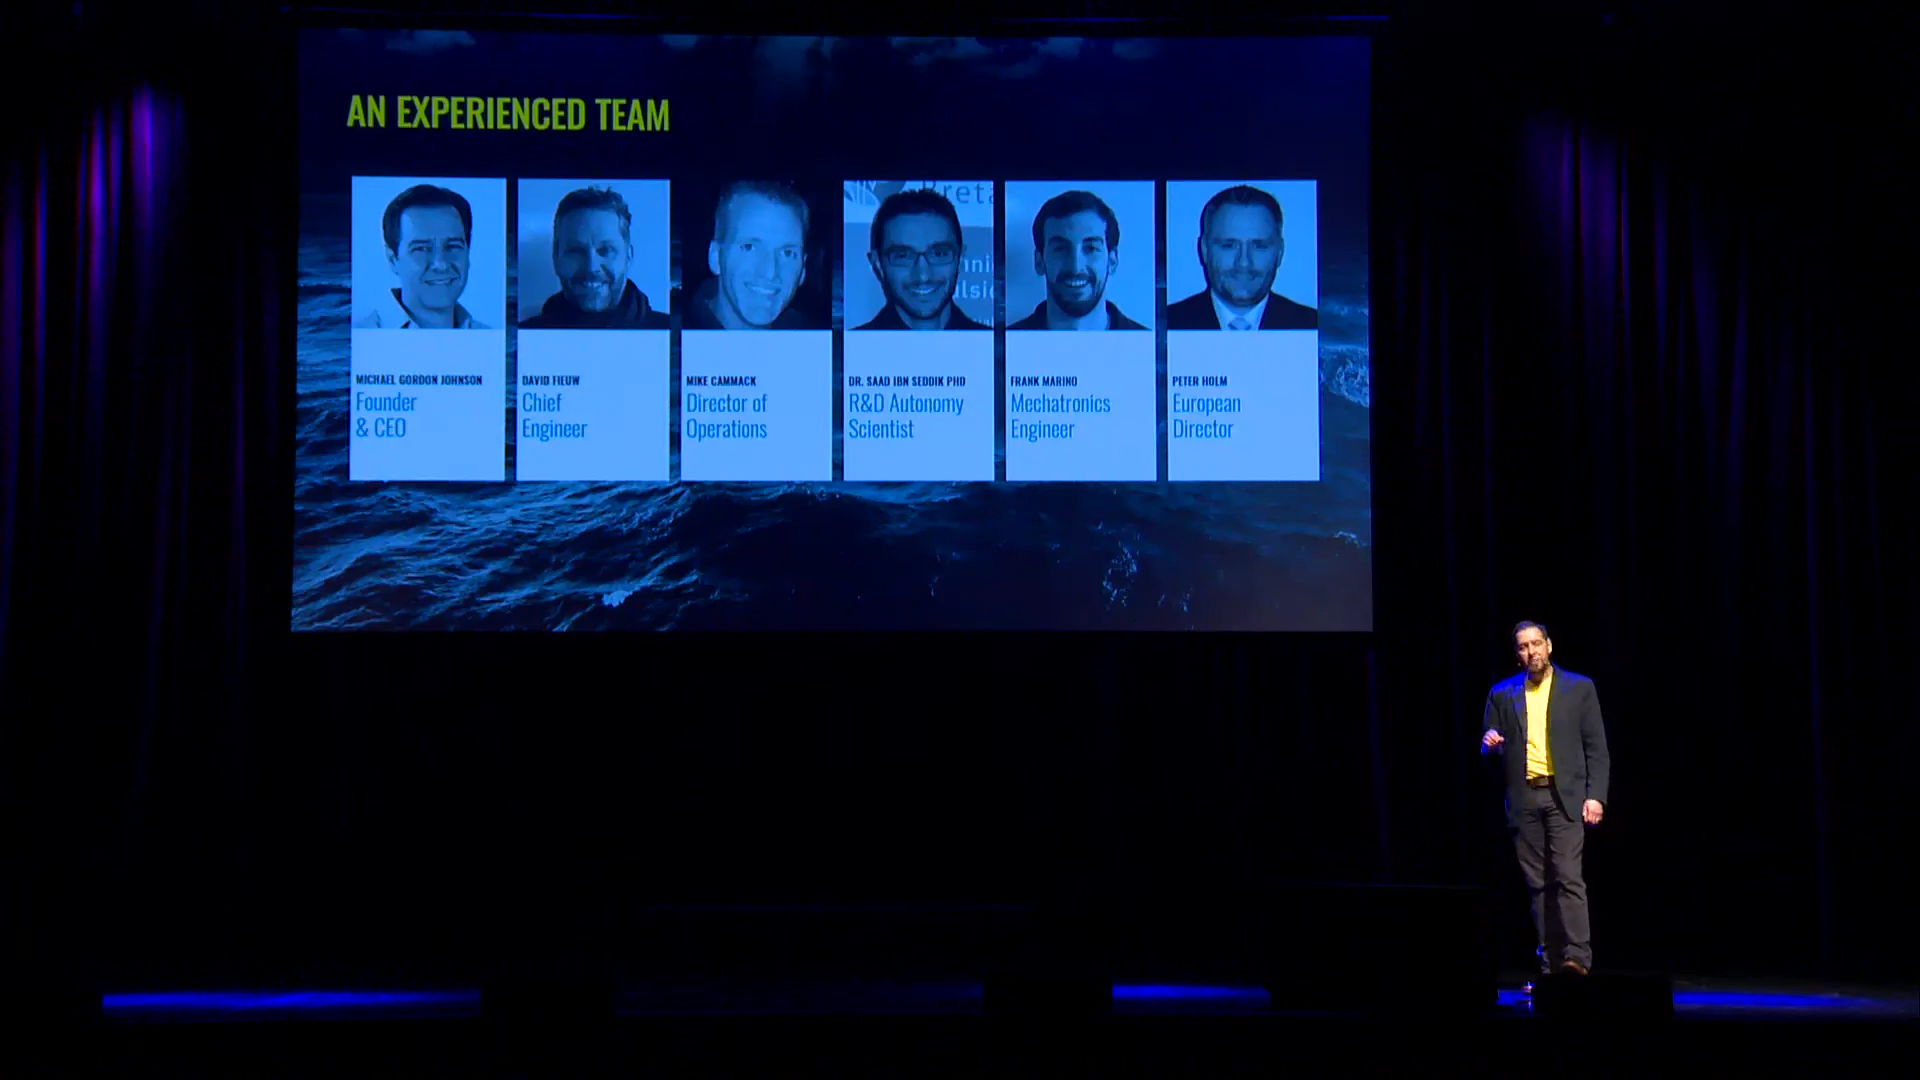 AN EXPERIENCED TEAM
MICHAEL GORDON JOHNSON
Founder
& CEO
DAVID FIEUW
Chief
Engineer
MIKE CAMMACK
Director of
Operations
DR. SAAD IBN SEDDIK PHD
R&D Autonomy
Scientist
FRANK MARINO
Mechatronics
Engineer
PETER HOLM
European
Director